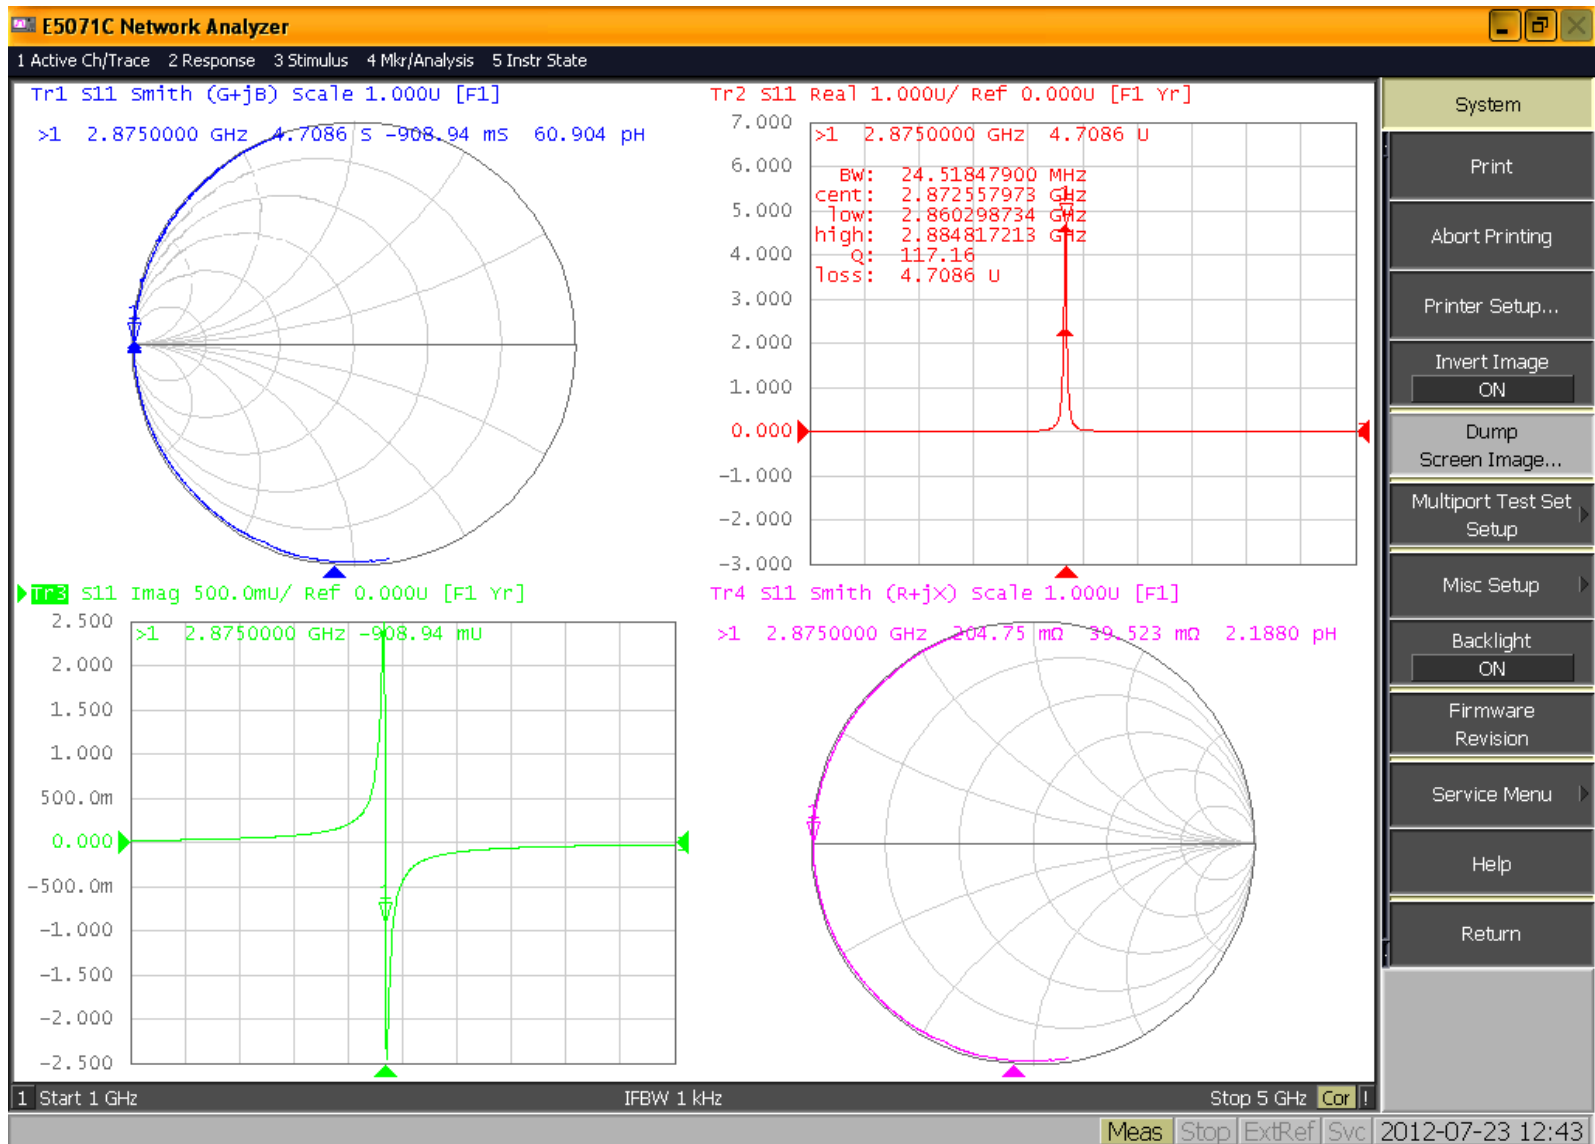 E5071C Network Analyzer
1 Active Ch/Trace 2 Response 3 Stimulus 4 Mkr/Analysis 5 Instr State
Tr1 S11 Smith (G+jB) Scale 1.000U [F1]
>1 2.8750000 GHz 4.7086 S -908.94 mS 60.904 pH
Tr2 S11 Real 1.000U/ Ref 0.000U [F1 Yr]
7.000
6.000
5.000
4.000
3.000
2.000
1.000
0.000
-1.000
-2.000
-3.000
>1 2.8750000 GHz 4.7086 U
BW: 24.51847900 MHz
cent: 2.872557973 GHz
low: 2.860298734 GHz
high: 2.884817213 GHz
Q: 117.16
loss: 4.7086 U
Tr3 S11 Imag 500.0mU/ Ref 0.000U [F1 Yr]
2.500
2.000
1.500
1.000
500.0m
0.000
-500.0m
-1.000
-1.500
-2.000
-2.500
>1 2.8750000 GHz -908.94 mU
Tr4 S11 Smith (R+jX) Scale 1.000U [F1]
>1 2.8750000 GHz 204.75 mΩ 39.523 mΩ 2.1880 pH
1 Start 1 GHz IFBW 1 kHz Stop 5 GHz Cor !
System
Print
Abort Printing
Printer Setup...
Invert Image
ON
Dump
Screen Image...
Multiport Test Set
Setup
Misc Setup
Backlight
ON
Firmware
Revision
Service Menu
Help
Return
Meas Stop ExtRef Svc 2012-07-23 12:43